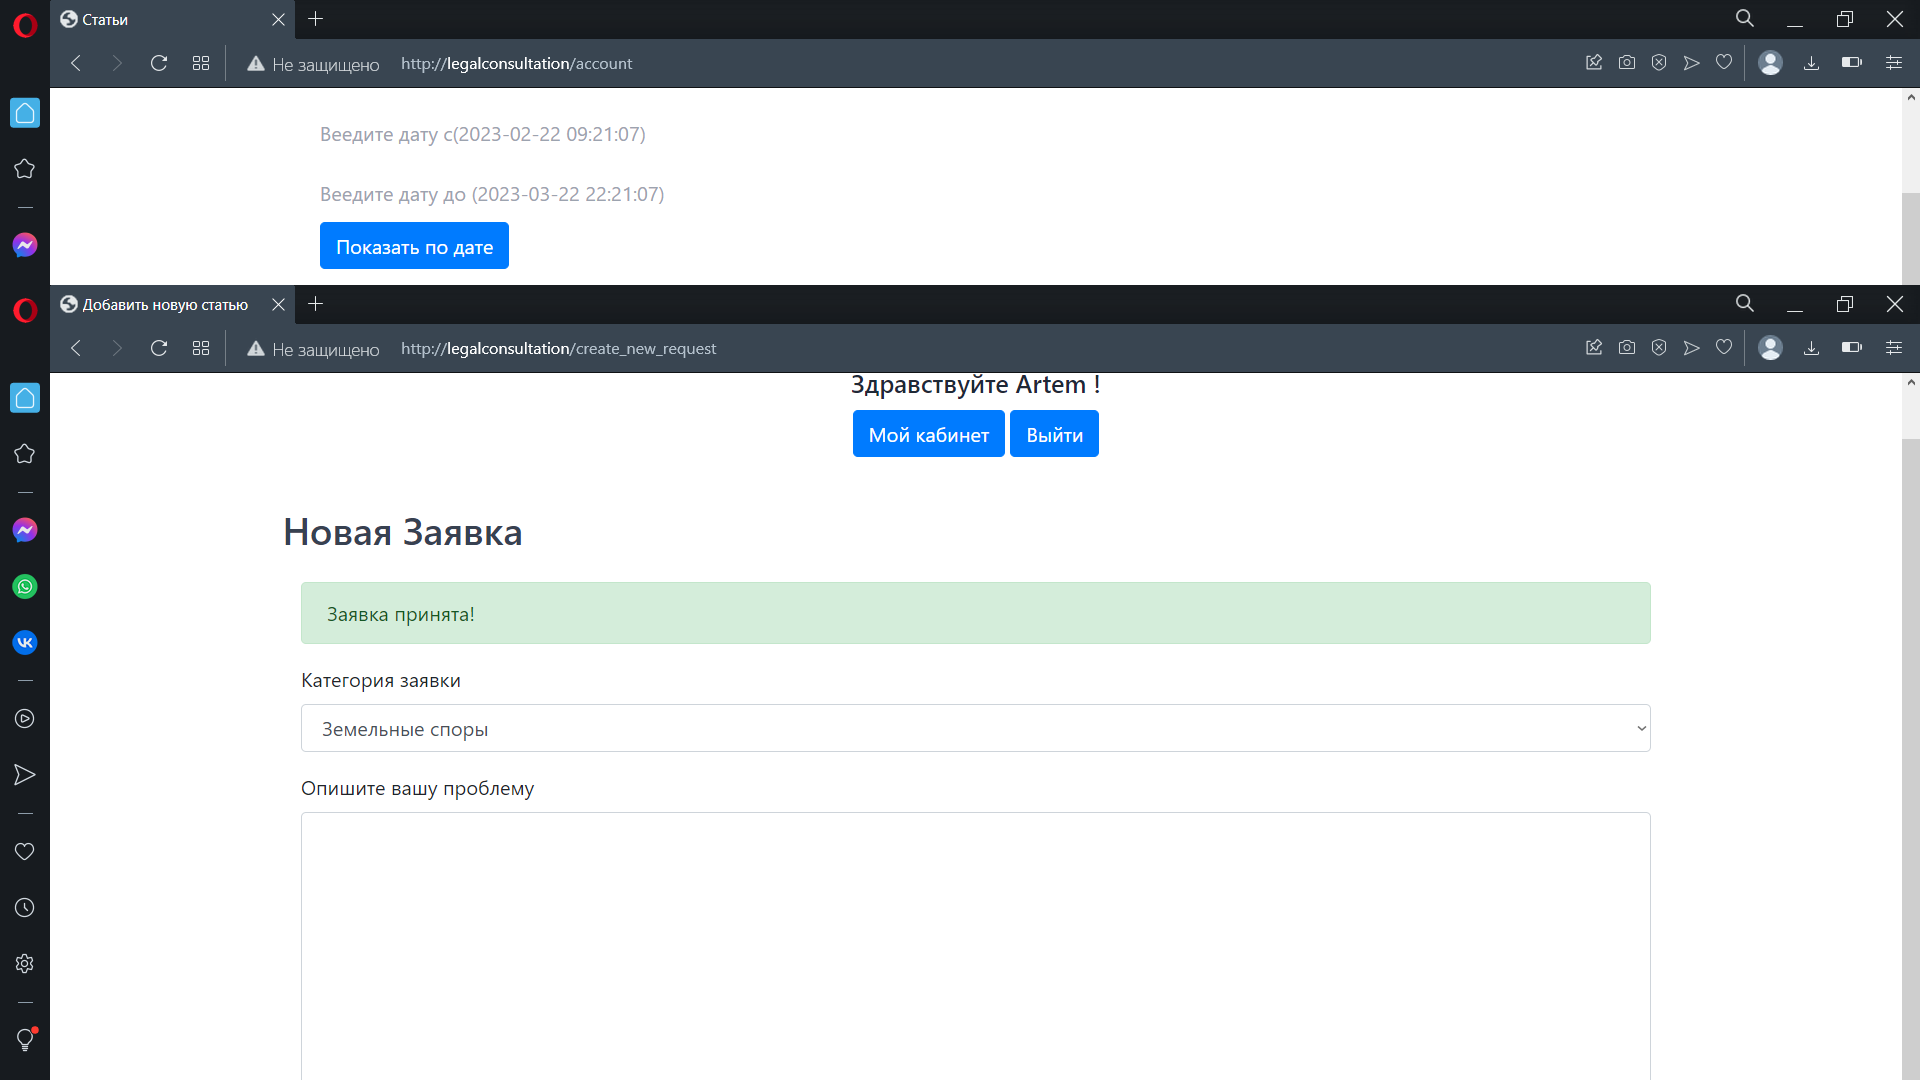 Статьи
Не защищено http://legalconsultation/account
Веедите дату с(2023-02-22 09:21:07)
Веедите дату до (2023-03-22 22:21:07)
Показать по дате
Добавить новую статью
Не защищено http://legalconsultation/create_new_request
Здравствуйте Artem !
Мой кабинет Выйти
Новая Заявка
Заявка принята!
Категория заявки
Земельные споры
Опишите вашу проблему